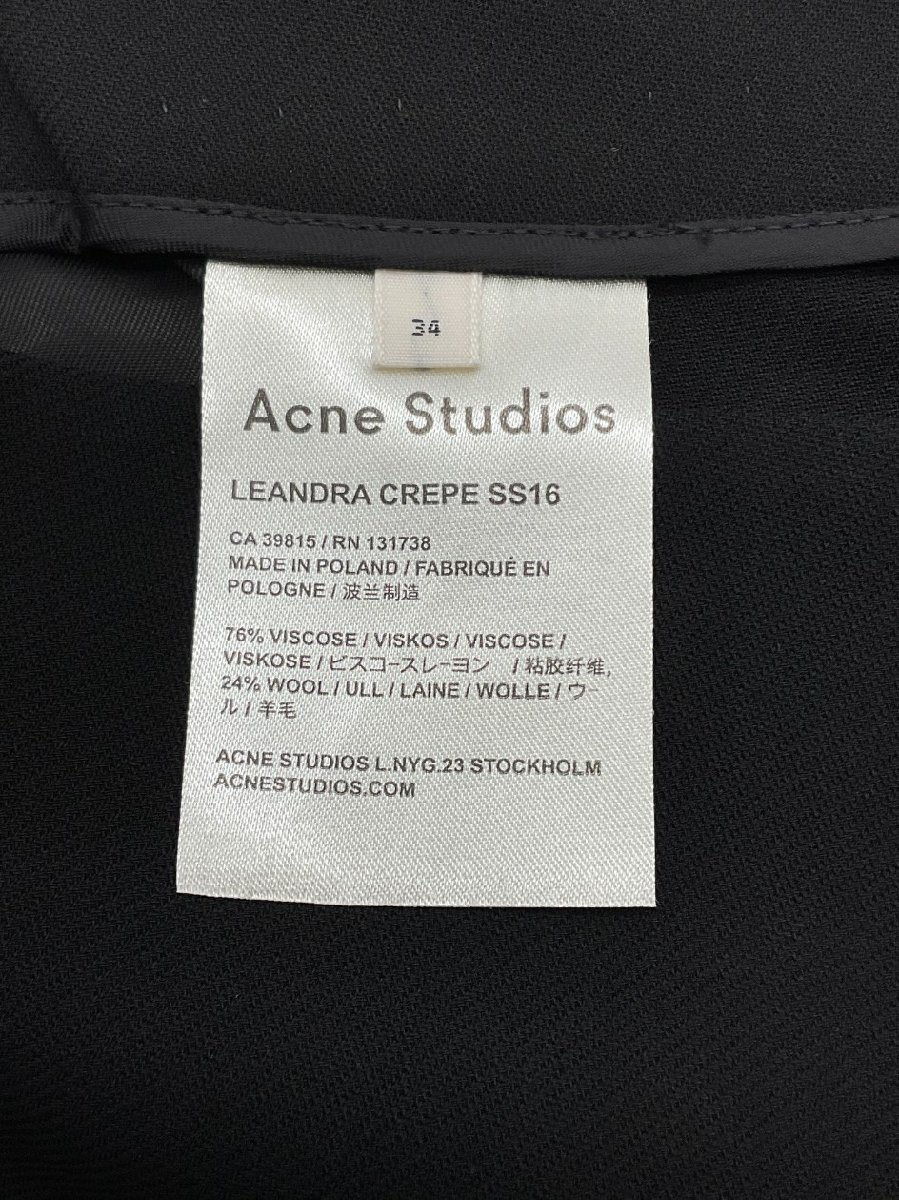 34
Acne Studios
LEANDRA CREPE SS16
CA 39815 / RN 131738
MADE IN POLAND / FABRIQUÉ EN
POLOGNE / 波兰制造
76% VISCOSE / VISKOS / VISCOSE /
VISKOSE / ビスコースレーヨン / 粘胶纤维,
24% WOOL / ULL / LAINE / WOLLE / ウー
ル / 羊毛
ACNE STUDIOS L.NYG.23 STOCKHOLM
ACNESTUDIOS.COM